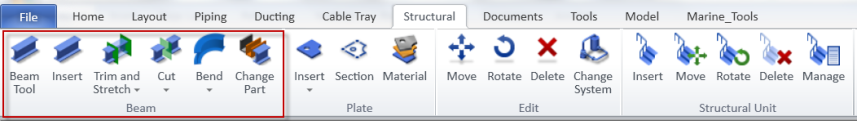 File Home Layout Piping Ducting Cable Tray Structural Documents Tools Model Marine_Tools
Beam Tool Insert Trim and Stretch Cut Bend Change Part
Beam
Insert Section Material
Plate
Move Rotate Delete Change System
Edit
Insert Move Rotate Delete Manage
Structural Unit